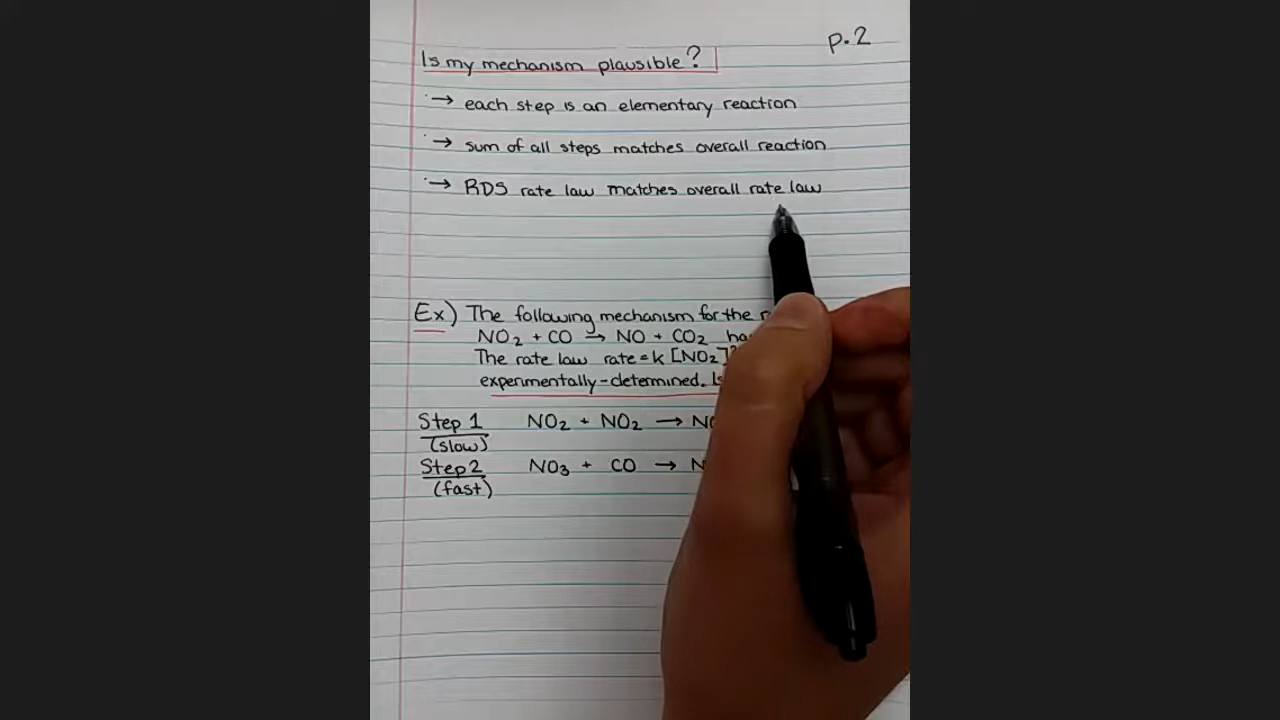 p.2
Is my mechanism plausible?
→ each step is an elementary reaction
→ sum of all steps matches overall reaction
→ RDS rate law matches overall rate law
Ex) The following mechanism for the
NO₂ + CO → NO + CO₂
The rate law rate = k [NO₂]²
experimentally-determined. Is
Step 1 NO₂ + NO₂ →
(slow)
Step 2 NO₃ + CO →
(fast)